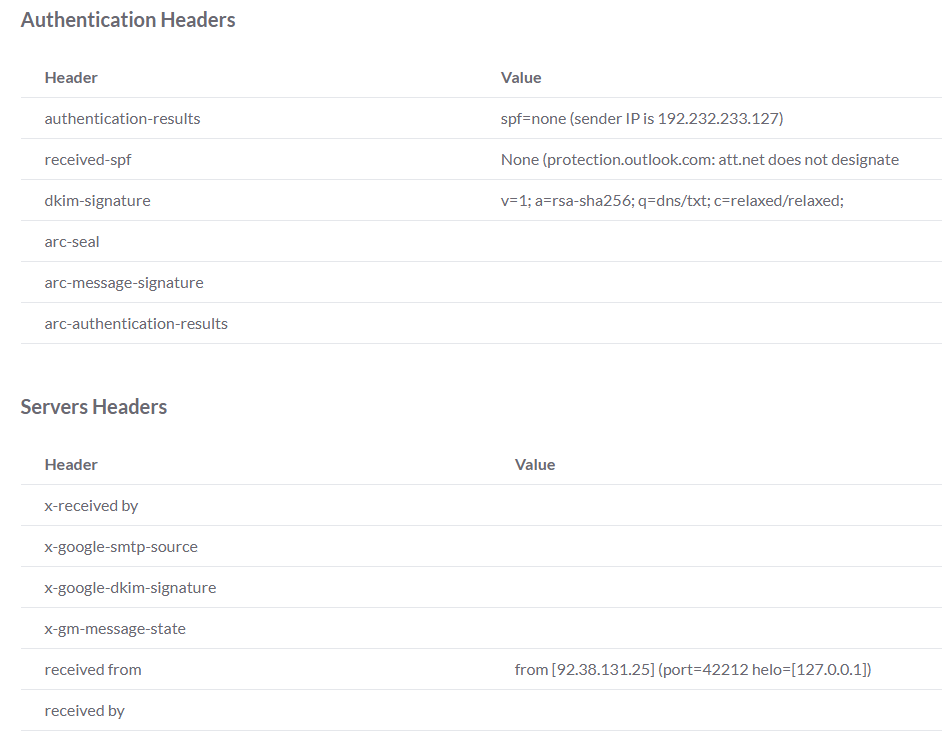 Authentication Headers
Header Value
authentication-results spf=none (sender IP is 192.232.233.127)
received-spf None (protection.outlook.com: att.net does not designate
dkim-signature v=1; a=rsa-sha256; q=dns/txt; c=relaxed/relaxed;
arc-seal
arc-message-signature
arc-authentication-results
Servers Headers
Header Value
x-received by
x-google-smtp-source
x-google-dkim-signature
x-gm-message-state
received from from [92.38.131.25] (port=42212 helo=[127.0.0.1])
received by